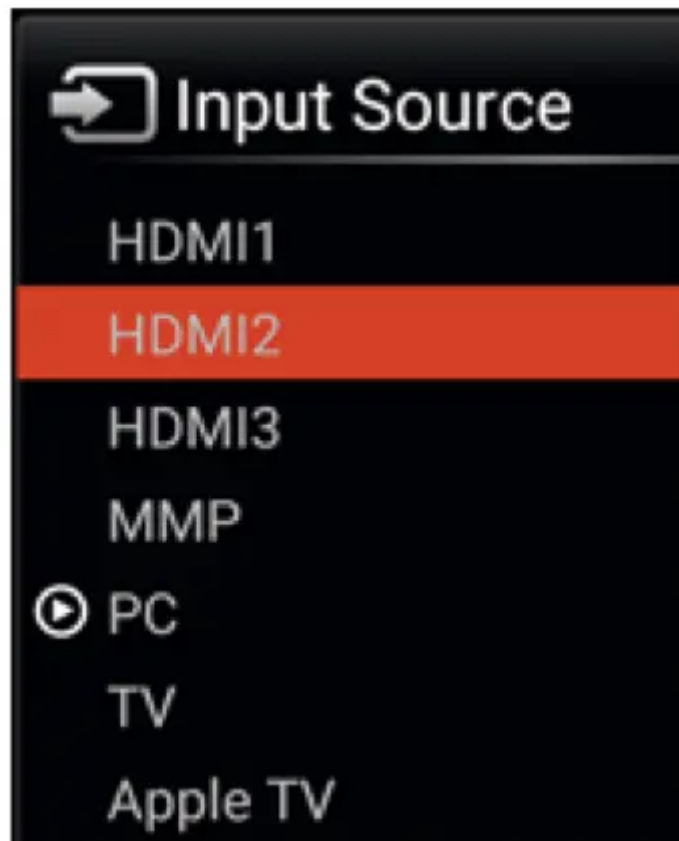 Input Source
HDMI1
HDMI2
HDMI3
MMP
PC
TV
Apple TV